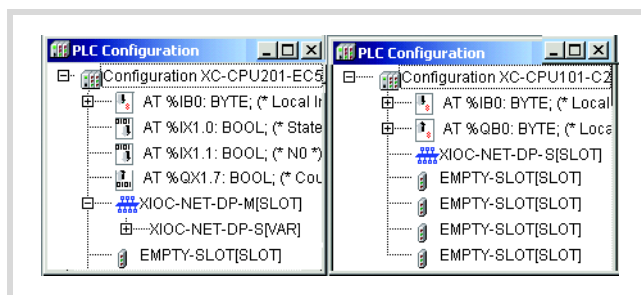 PLC Configuration
Configuration XC-CPU201-EC5
AT %IB0: BYTE; (* Local In
AT %IX1.0: BOOL; (* State
AT %IX1.1: BOOL; (* N0 *)
AT %QX1.7: BOOL; (* Cou
XIOC-NET-DP-M[SLOT]
XIOC-NET-DP-S[VAR]
EMPTY-SLOT[SLOT]
PLC Configuration
Configuration XC-CPU101-C2
AT %IB0: BYTE; (* Local
AT %QB0: BYTE; (* Loca
XIOC-NET-DP-S[SLOT]
EMPTY-SLOT[SLOT]
EMPTY-SLOT[SLOT]
EMPTY-SLOT[SLOT]
EMPTY-SLOT[SLOT]